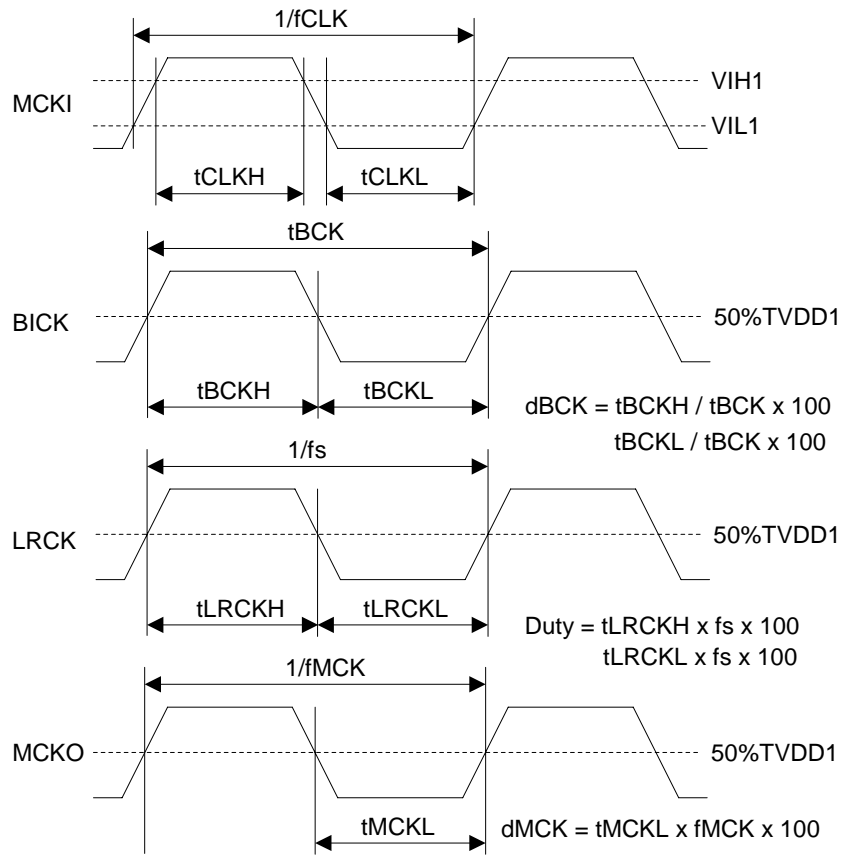 1/fCLK
VIH1
MCKI
VIL1
tCLKH
tCLKL
tBCK
BICK
50%TVDD1
tBCKH
tBCKL
dBCK = tBCKH / tBCK x 100
tBCKL / tBCK x 100
1/fs
LRCK
50%TVDD1
tLRCKH
tLRCKL
Duty = tLRCKH x fs x 100
tLRCKL x fs x 100
1/fMCK
MCKO
50%TVDD1
tMCKL
dMCK = tMCKL x fMCK x 100